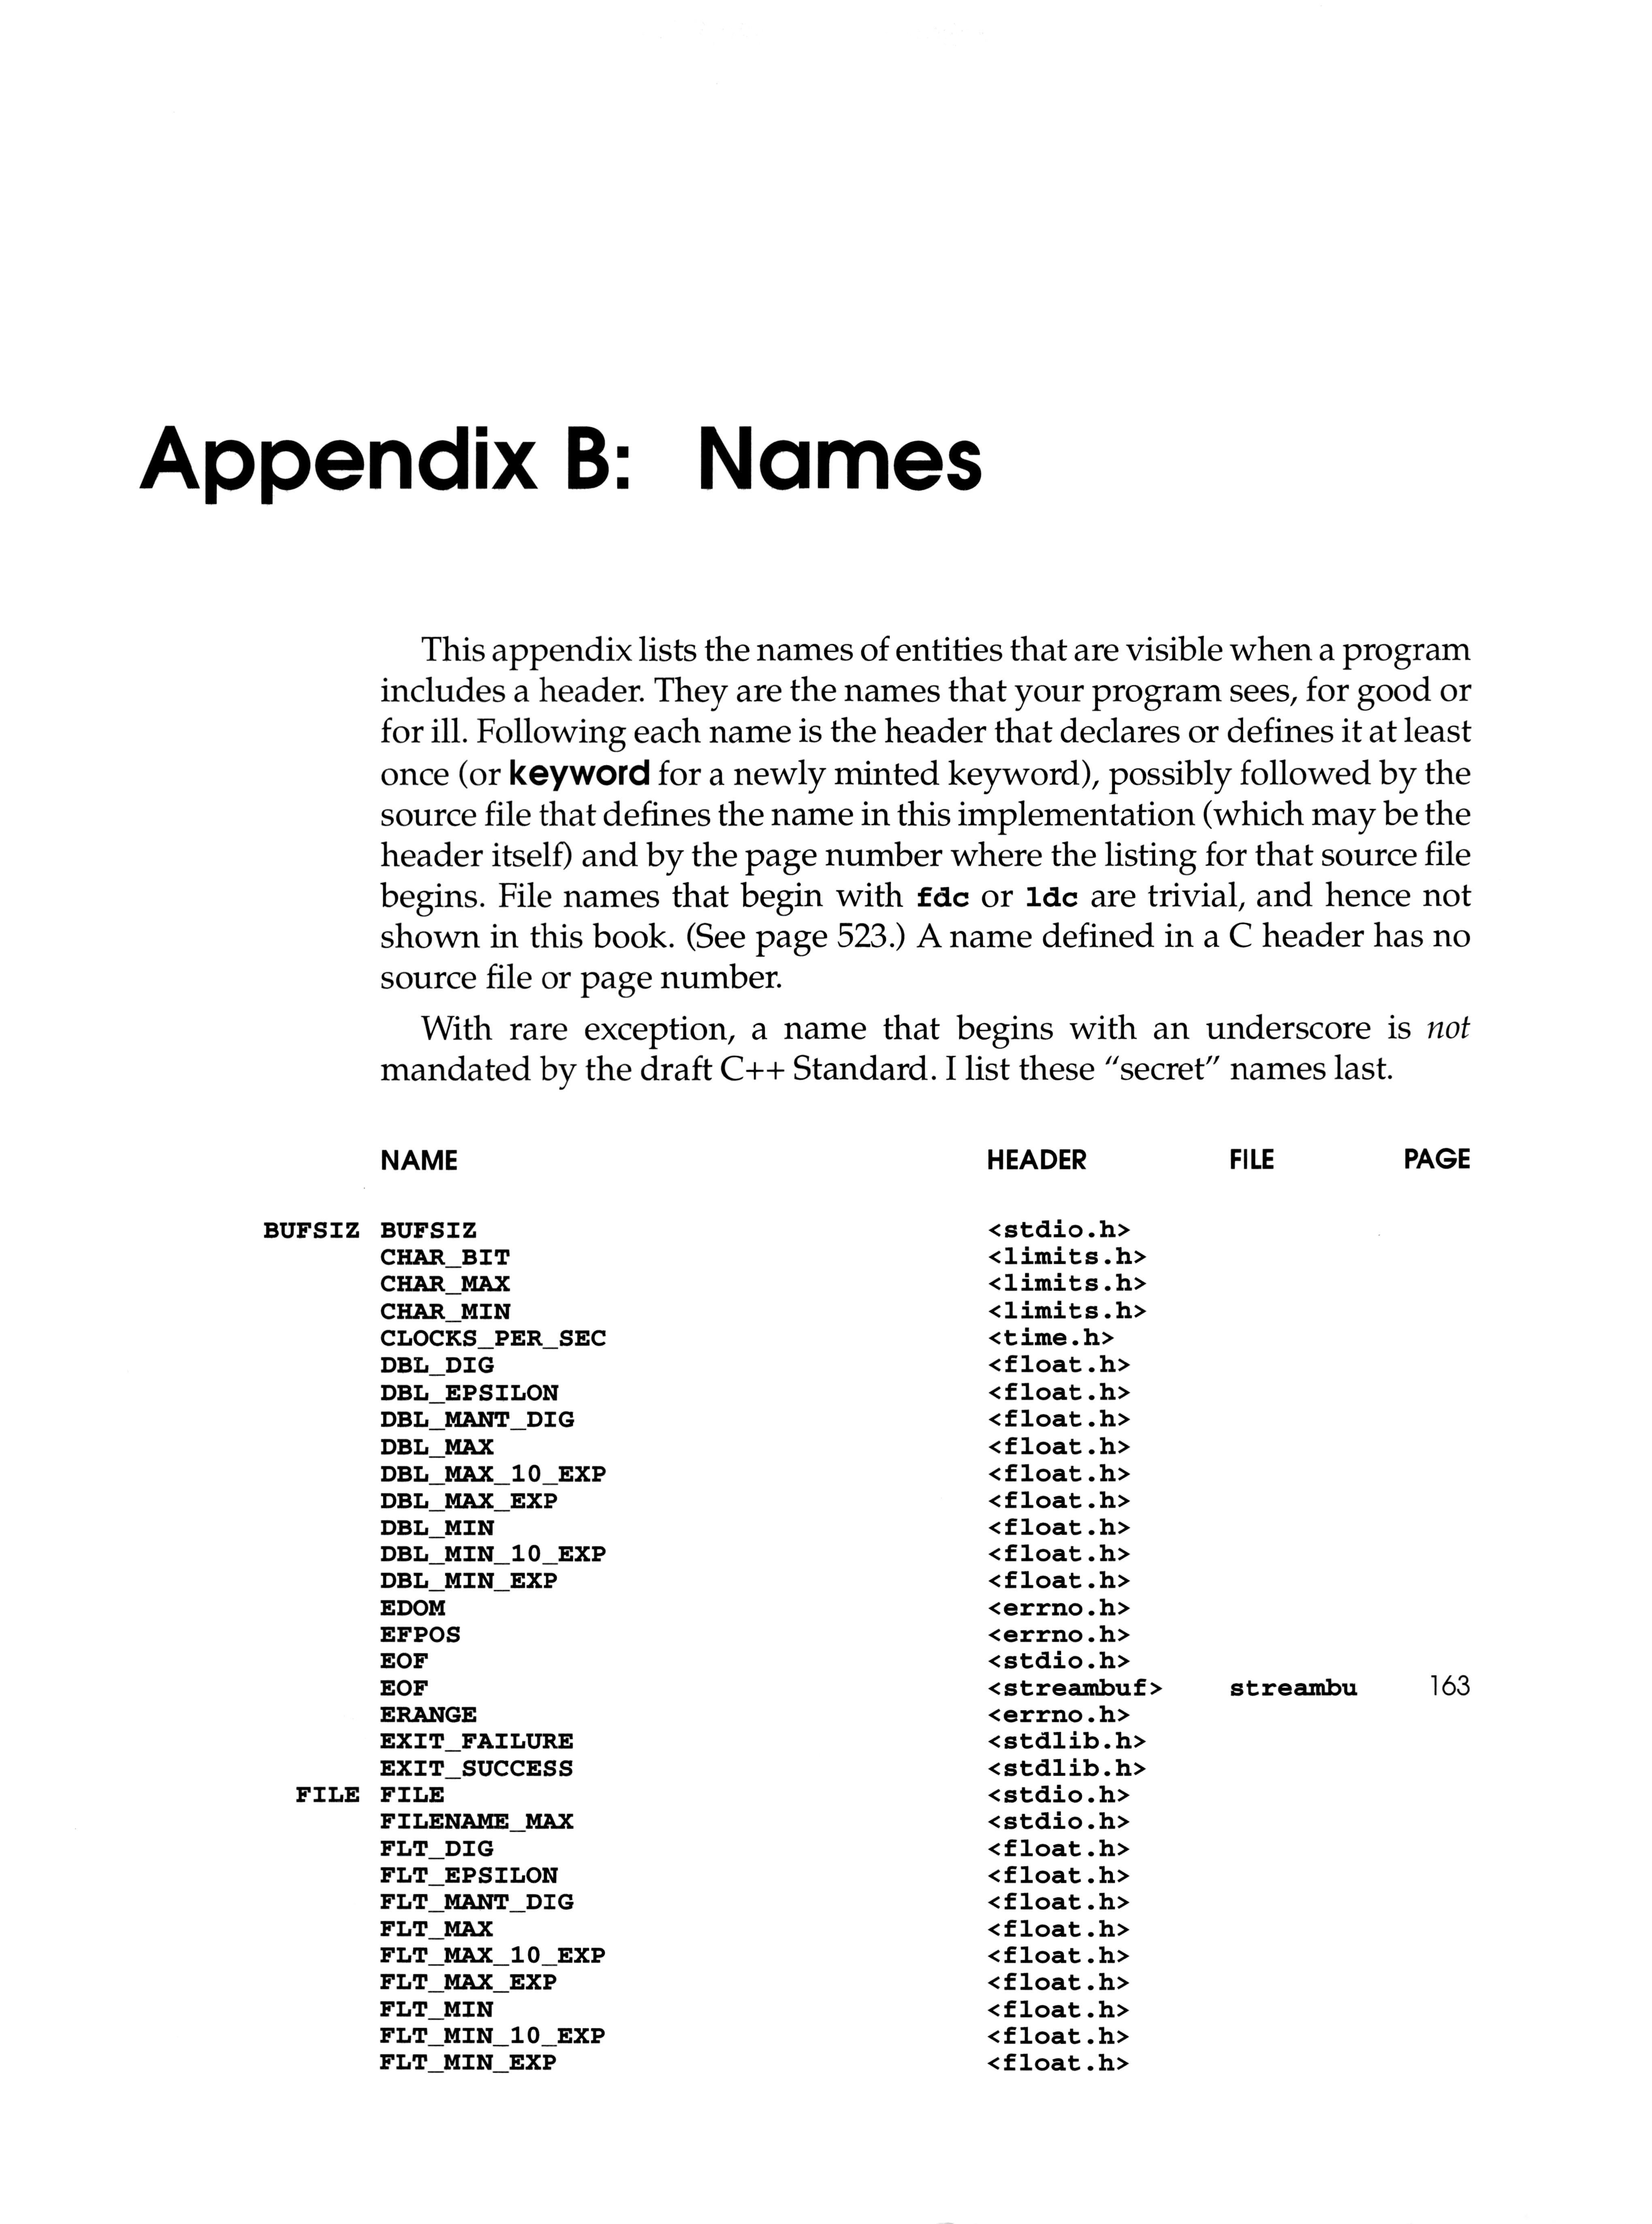 Appendix B: Names
This appendix lists the names of entities that are visible when a program
includes a header. They are the names that your program sees, for good or
for ill. Following each name is the header that declares or defines it at least
once (or keyword for a newly minted keyword), possibly followed by the
source file that defines the name in this implementation (which may be the
header itself) and by the page number where the listing for that source file
begins. File names that begin with fdc or ldc are trivial, and hence not
shown in this book. (See page 523.) A name defined in a C header has no
source file or page number.
With rare exception, a name that begins with an underscore is not
mandated by the draft C++ Standard. I list these "secret" names last.
NAME HEADER FILE PAGE
BUFSIZ BUFSIZ <stdio.h>
CHAR_BIT <limits.h>
CHAR_MAX <limits.h>
CHAR_MIN <limits.h>
CLOCKS_PER_SEC <time.h>
DBL_DIG <float.h>
DBL_EPSILON <float.h>
DBL_MANT_DIG <float.h>
DBL_MAX <float.h>
DBL_MAX_10_EXP <float.h>
DBL_MAX_EXP <float.h>
DBL_MIN <float.h>
DBL_MIN_10_EXP <float.h>
DBL_MIN_EXP <float.h>
EDOM <errno.h>
EFPOS <errno.h>
EOF <stdio.h>
EOF <streambuf> streambu 163
ERANGE <errno.h>
EXIT_FAILURE <stdlib.h>
EXIT_SUCCESS <stdlib.h>
FILE FILE <stdio.h>
FILENAME_MAX <stdio.h>
FLT_DIG <float.h>
FLT_EPSILON <float.h>
FLT_MANT_DIG <float.h>
FLT_MAX <float.h>
FLT_MAX_10_EXP <float.h>
FLT_MAX_EXP <float.h>
FLT_MIN <float.h>
FLT_MIN_10_EXP <float.h>
FLT_MIN_EXP <float.h>